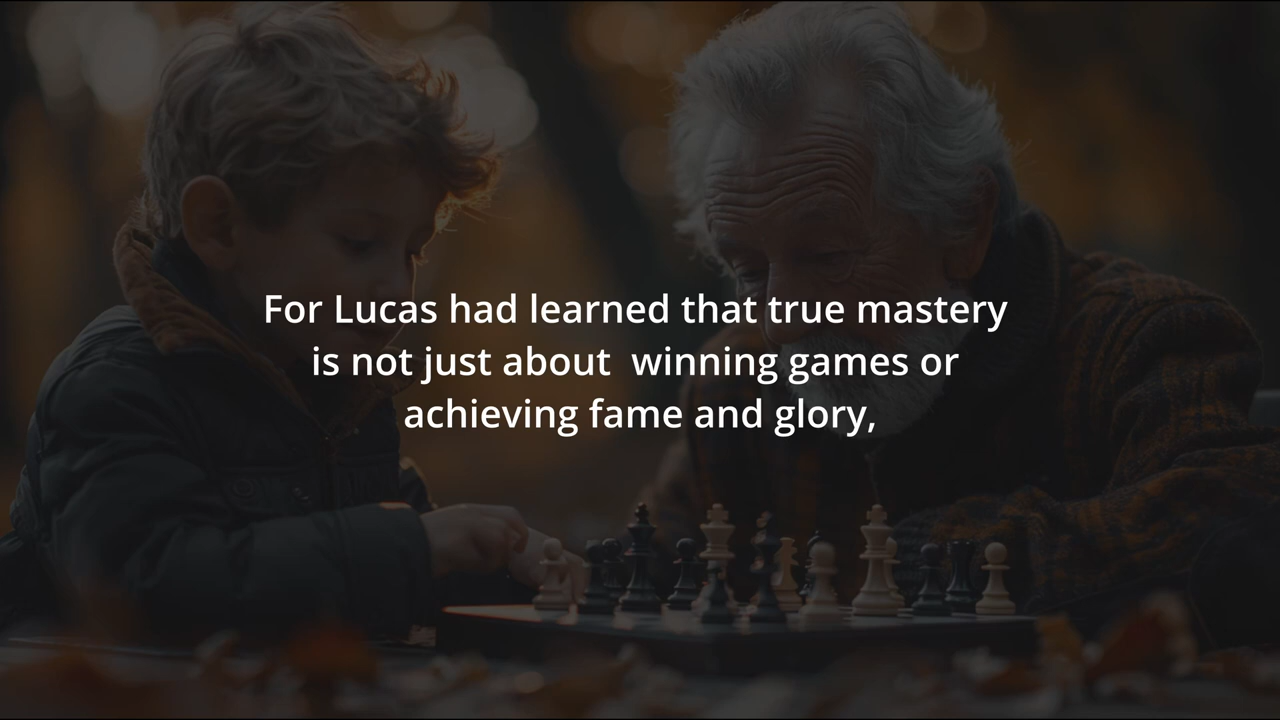 For Lucas had learned that true mastery
is not just about  winning games or
achieving fame and glory,